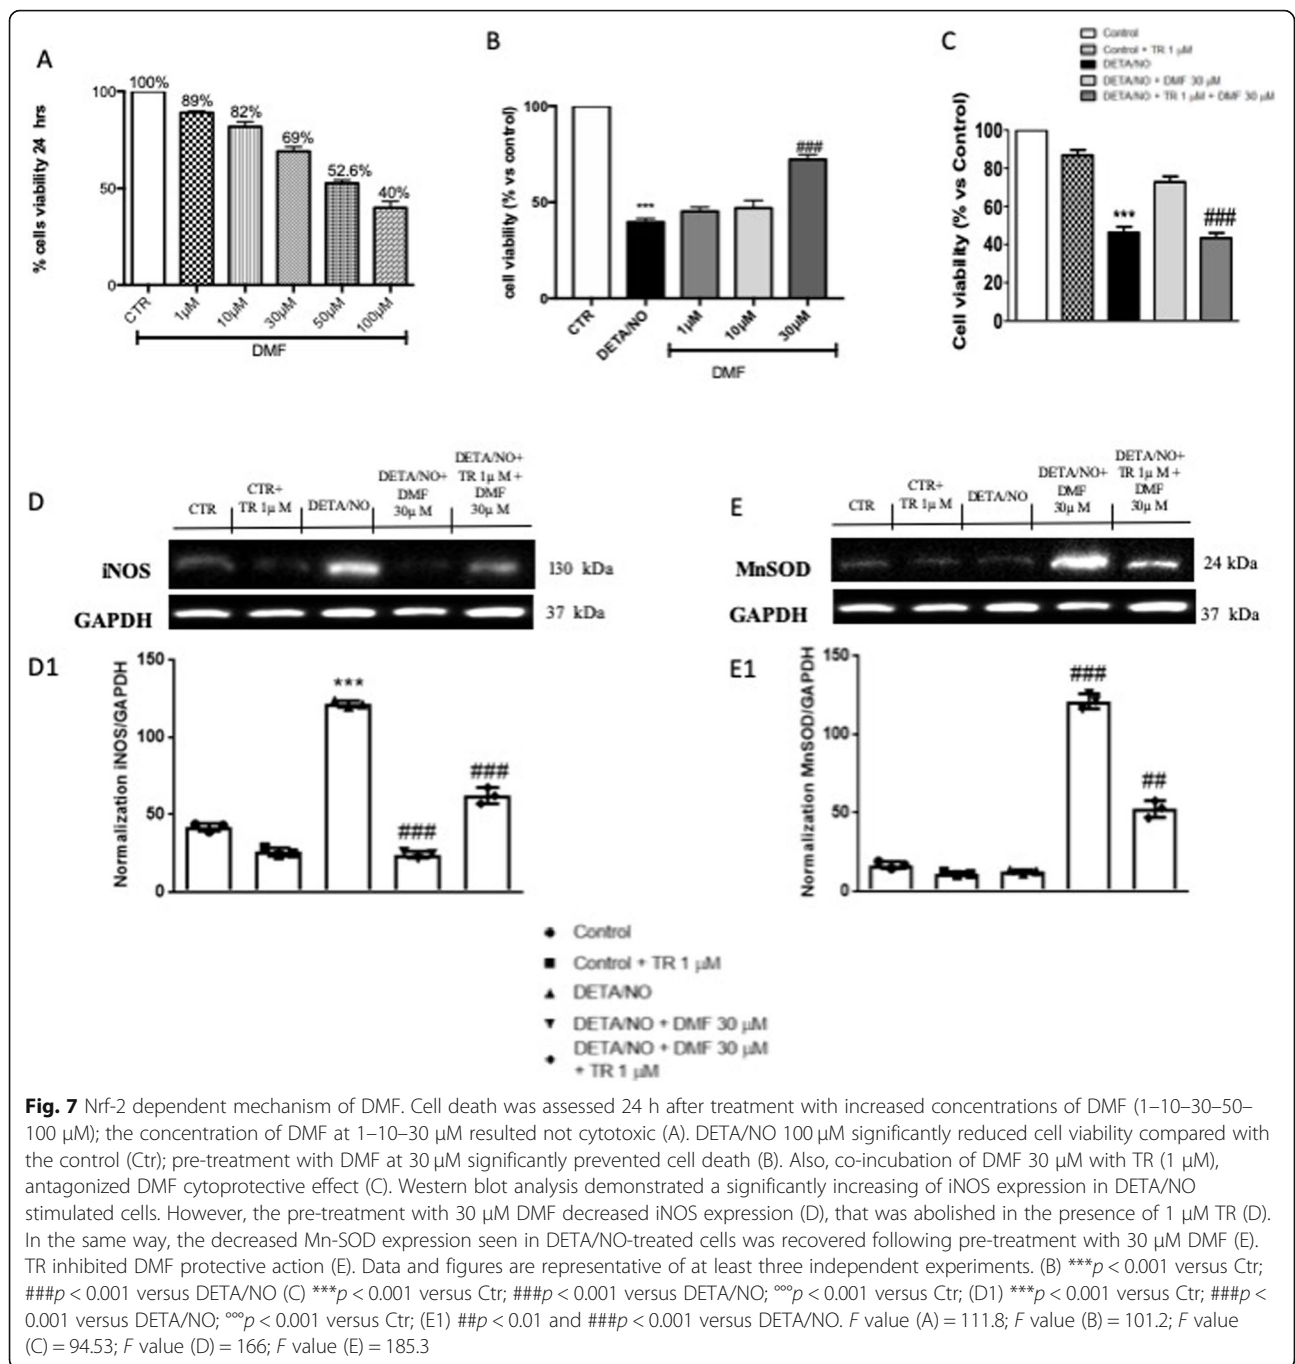 A
% cells viability 24 hrs
100
50
0
100%
89%
82%
69%
52.6%
40%
CTR
1µM
10µM
30µM
50µM
100µM
DMF
B
cell viability (% vs control)
100
50
0
***
###
CTR
DETA/NO
1µM
10µM
30µM
DMF
C
Control
Control + TR 1 µM
DETA/NO
DETA/NO + DMF 30 µM
DETA/NO + TR 1 µM + DMF 30 µM
Cell viability (% vs Control)
100
80
60
40
20
0
***
###
D
CTR
CTR+
TR 1µ M
DETA/NO
DETA/NO+
DMF
30µ M
DETA/NO+
TR 1µ M +
DMF
30µ M
iNOS
130 kDa
GAPDH
37 kDa
E
CTR
CTR+
TR 1µ M
DETA/NO
DETA/NO+
DMF
30µ M
DETA/NO+
TR 1µ M +
DMF
30µ M
MnSOD
24 kDa
GAPDH
37 kDa
D1
Normalization iNOS/GAPDH
150
100
50
0
***
###
###
E1
Normalization MnSOD/GAPDH
150
100
50
0
###
##
Control
Control + TR 1 µM
DETA/NO
DETA/NO + DMF 30 µM
DETA/NO + DMF 30 µM
+ TR 1 µM
Fig. 7 Nrf-2 dependent mechanism of DMF. Cell death was assessed 24 h after treatment with increased concentrations of DMF (1–10–30–50–
100 µM); the concentration of DMF at 1–10–30 µM resulted not cytotoxic (A). DETA/NO 100 µM significantly reduced cell viability compared with
the control (Ctr); pre-treatment with DMF at 30 µM significantly prevented cell death (B). Also, co-incubation of DMF 30 µM with TR (1 µM),
antagonized DMF cytoprotective effect (C). Western blot analysis demonstrated a significantly increasing of iNOS expression in DETA/NO
stimulated cells. However, the pre-treatment with 30 µM DMF decreased iNOS expression (D), that was abolished in the presence of 1 µM TR (D).
In the same way, the decreased Mn-SOD expression seen in DETA/NO-treated cells was recovered following pre-treatment with 30 µM DMF (E).
TR inhibited DMF protective action (E). Data and figures are representative of at least three independent experiments. (B) ***p < 0.001 versus Ctr;
###p < 0.001 versus DETA/NO (C) ***p < 0.001 versus Ctr; ###p < 0.001 versus DETA/NO; °°°p < 0.001 versus Ctr; (D1) ***p < 0.001 versus Ctr; ###p <
0.001 versus DETA/NO; °°°p < 0.001 versus Ctr; (E1) ##p < 0.01 and ###p < 0.001 versus DETA/NO. F value (A) = 111.8; F value (B) = 101.2; F value
(C) = 94.53; F value (D) = 166; F value (E) = 185.3